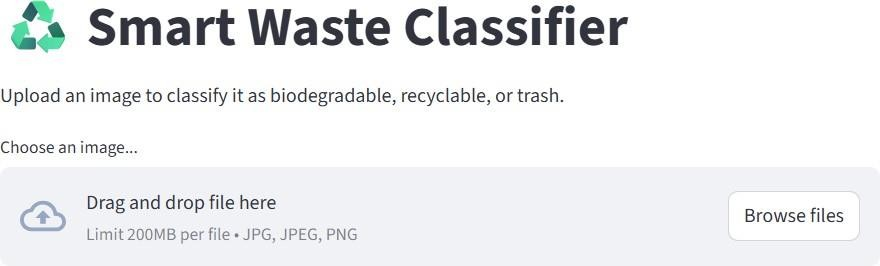 Smart Waste Classifier
Upload an image to classify it as biodegradable, recyclable, or trash.
Choose an image...
Drag and drop file here
Limit 200MB per file • JPG, JPEG, PNG
Browse files